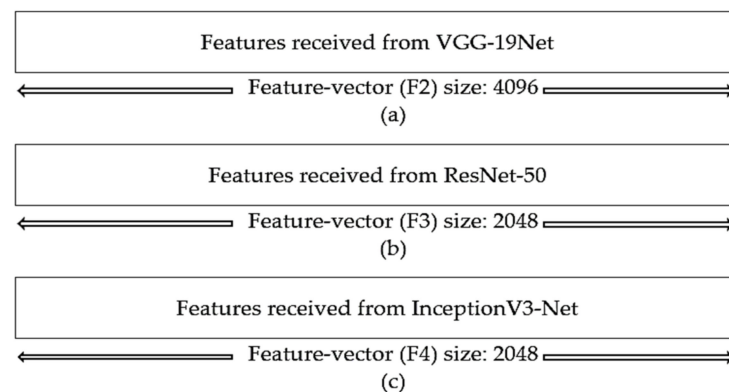 Features received from VGG-19Net
Feature-vector (F2) size: 4096
(a)
Features received from ResNet-50
Feature-vector (F3) size: 2048
(b)
Features received from InceptionV3-Net
Feature-vector (F4) size: 2048
(c)